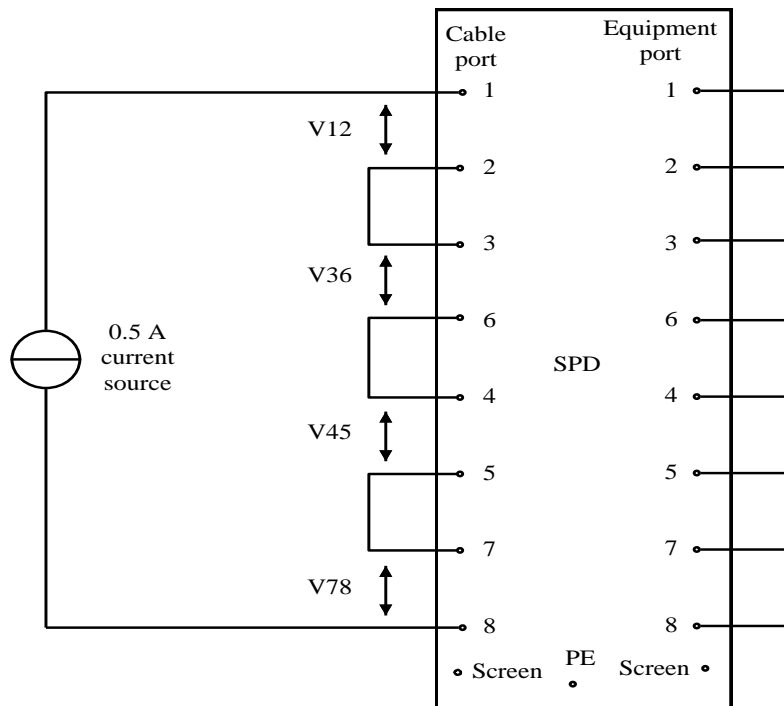 Cable
port
Equipment
port
1
1
V12
2
2
3
3
V36
0.5 A
current
source
6
6
SPD
4
4
V45
5
5
7
7
V78
8
8
Screen
PE
Screen